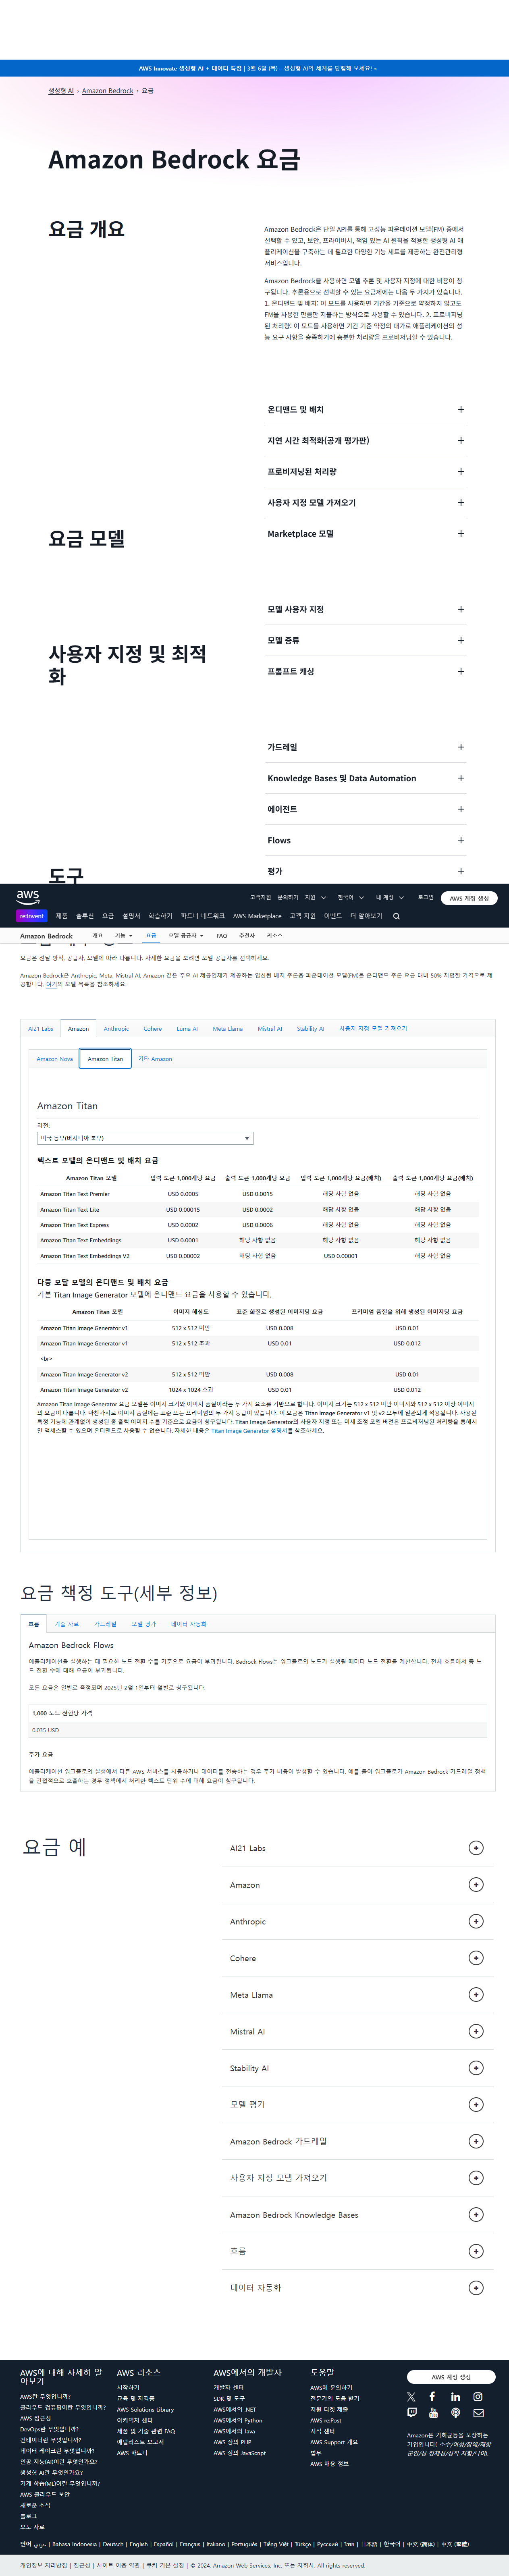 AWS Innovate 생성형 AI + 데이터 특집 | 3월 6일 (목) - 생성형 AI의 세계를 탐험해 보세요! »
생성형 AI › Amazon Bedrock › 요금
Amazon Bedrock 요금
요금 개요
Amazon Bedrock은 단일 API를 통해 고성능 파운데이션 모델(FM) 중에서
선택할 수 있고, 보안, 프라이버시, 책임 있는 AI 원칙을 적용한 생성형 AI 애
플리케이션을 구축하는 데 필요한 다양한 기능 세트를 제공하는 완전관리형
서비스입니다.
Amazon Bedrock을 사용하면 모델 추론 및 사용자 지정에 대한 비용이 청
구됩니다. 추론용으로 선택할 수 있는 요금제에는 다음 두 가지가 있습니다.
1. 온디맨드 및 배치: 이 모드를 사용하면 기간을 기준으로 약정하지 않고도
FM을 사용한 만큼만 지불하는 방식으로 사용할 수 있습니다. 2. 프로비저닝
된 처리량: 이 모드를 사용하면 기간 기준 약정의 대가로 애플리케이션의 성
능 요구 사항을 충족하기에 충분한 처리량을 프로비저닝할 수 있습니다.
온디맨드 및 배치
지연 시간 최적화(공개 평가판)
프로비저닝된 처리량
사용자 지정 모델 가져오기
요금 모델
Marketplace 모델
모델 사용자 지정
모델 증류
사용자 지정 및 최적
화
프롬프트 캐싱
가드레일
Knowledge Bases 및 Data Automation
에이전트
Flows
도구
평가
aws
고객지원 문의하기 지원 한국어 내 계정 로그인 AWS 계정 생성
re:Invent 제품 솔루션 요금 설명서 학습하기 파트너 네트워크 AWS Marketplace 고객 지원 이벤트 더 알아보기
Amazon Bedrock 개요 기능 요금 모델 공급자 FAQ 추천사 리소스
요금은 전달 방식, 공급자, 모델에 따라 다릅니다. 자세한 요금을 보려면 모델 공급자를 선택하세요.
Amazon Bedrock은 Anthropic, Meta, Mistral AI, Amazon 같은 주요 AI 제공업체가 제공하는 엄선된 배치 추론용 파운데이션 모델(FM)을 온디맨드 추론 요금 대비 50% 저렴한 가격으로 제
공합니다. 여기의 모델 목록을 참조하세요.
AI21 Labs Amazon Anthropic Cohere Luma AI Meta Llama Mistral AI Stability AI 사용자 지정 모델 가져오기
Amazon Nova Amazon Titan 기타 Amazon
Amazon Titan
리전:
미국 동부(버지니아 북부)
텍스트 모델의 온디맨드 및 배치 요금
Amazon Titan 모델 입력 토큰 1,000개당 요금 출력 토큰 1,000개당 요금 입력 토큰 1,000개당 요금(배치) 출력 토큰 1,000개당 요금(배치)
Amazon Titan Text Premier USD 0.0005 USD 0.0015 해당 사항 없음 해당 사항 없음
Amazon Titan Text Lite USD 0.00015 USD 0.0002 해당 사항 없음 해당 사항 없음
Amazon Titan Text Express USD 0.0002 USD 0.0006 해당 사항 없음 해당 사항 없음
Amazon Titan Text Embeddings USD 0.0001 해당 사항 없음 해당 사항 없음 해당 사항 없음
Amazon Titan Text Embeddings V2 USD 0.00002 해당 사항 없음 USD 0.00001 해당 사항 없음
다중 모달 모델의 온디맨드 및 배치 요금
기본 Titan Image Generator 모델에 온디맨드 요금을 사용할 수 있습니다.
Amazon Titan 모델 이미지 해상도 표준 화질로 생성된 이미지당 요금 프리미엄 품질을 위해 생성된 이미지당 요금
Amazon Titan Image Generator v1 512 x 512 미만 USD 0.008 USD 0.01
Amazon Titan Image Generator v1 512 x 512 초과 USD 0.01 USD 0.012
<br>
Amazon Titan Image Generator v2 512 x 512 미만 USD 0.008 USD 0.01
Amazon Titan Image Generator v2 1024 x 1024 초과 USD 0.01 USD 0.012
Amazon Titan Image Generator 요금 모델은 이미지 크기와 이미지 품질이라는 두 가지 요소를 기반으로 합니다. 이미지 크기는 512 x 512 미만 이미지와 512 x 512 이상 이미지
의 요금이 다릅니다. 마찬가지로 이미지 품질에는 표준 또는 프리미엄의 두 가지 등급이 있습니다. 이 요금은 Titan Image Generator v1 및 v2 모두에 일관되게 적용됩니다. 사용된
특정 기능에 관계없이 생성된 총 출력 이미지 수를 기준으로 요금이 청구됩니다. Titan Image Generator의 사용자 지정 또는 미세 조정 모델 버전은 프로비저닝된 처리량을 통해서
만 액세스할 수 있으며 온디맨드로 사용할 수 없습니다. 자세한 내용은 Titan Image Generator 설명서를 참조하세요.
요금 책정 도구(세부 정보)
흐름 기술 자료 가드레일 모델 평가 데이터 자동화
Amazon Bedrock Flows
애플리케이션을 실행하는 데 필요한 노드 전환 수를 기준으로 요금이 부과됩니다. Bedrock Flows는 워크플로의 노드가 실행될 때마다 노드 전환을 계산합니다. 전체 흐름에서 총 노
드 전환 수에 대해 요금이 부과됩니다.
모든 요금은 일별로 측정되며 2025년 2월 1일부터 월별로 청구됩니다.
1,000 노드 전환당 가격
0.035 USD
추가 요금
애플리케이션 워크플로의 실행에서 다른 AWS 서비스를 사용하거나 데이터를 전송하는 경우 추가 비용이 발생할 수 있습니다. 예를 들어 워크플로가 Amazon Bedrock 가드레일 정책
을 간접적으로 호출하는 경우 정책에서 처리한 텍스트 단위 수에 대해 요금이 청구됩니다.
요금 예
AI21 Labs
Amazon
Anthropic
Cohere
Meta Llama
Mistral AI
Stability AI
모델 평가
Amazon Bedrock 가드레일
사용자 지정 모델 가져오기
Amazon Bedrock Knowledge Bases
흐름
데이터 자동화
AWS에 대해 자세히 알
아보기
AWS란 무엇입니까?
클라우드 컴퓨팅이란 무엇입니까?
AWS 접근성
DevOps란 무엇입니까?
컨테이너란 무엇입니까?
데이터 레이크란 무엇입니까?
인공 지능(AI)이란 무엇인가요?
생성형 AI란 무엇인가요?
기계 학습(ML)이란 무엇입니까?
AWS 클라우드 보안
새로운 소식
블로그
보도 자료
AWS 리소스
시작하기
교육 및 자격증
AWS Solutions Library
아키텍처 센터
제품 및 기술 관련 FAQ
애널리스트 보고서
AWS 파트너
AWS에서의 개발자
개발자 센터
SDK 및 도구
AWS에서의 .NET
AWS에서의 Python
AWS에서의 Java
AWS 상의 PHP
AWS 상의 JavaScript
도움말
AWS에 문의하기
전문가의 도움 받기
지원 티켓 제출
AWS re:Post
지식 센터
AWS Support 개요
법무
AWS 채용 정보
AWS 계정 생성
Amazon은 기회균등을 보장하는
기업입니다( 소수/여성/장애/재향
군인/성 정체성/성적 지향/나이).
언어 عربي | Bahasa Indonesia | Deutsch | English | Español | Français | Italiano | Português | Tiếng Việt | Türkçe | Ρусский | ไทย | 日本語 | 한국어 | 中文 (简体) | 中文 (繁體)
개인정보 처리방침 | 접근성 | 사이트 이용 약관 | 쿠키 기본 설정 | © 2024, Amazon Web Services, Inc. 또는 자회사. All rights reserved.